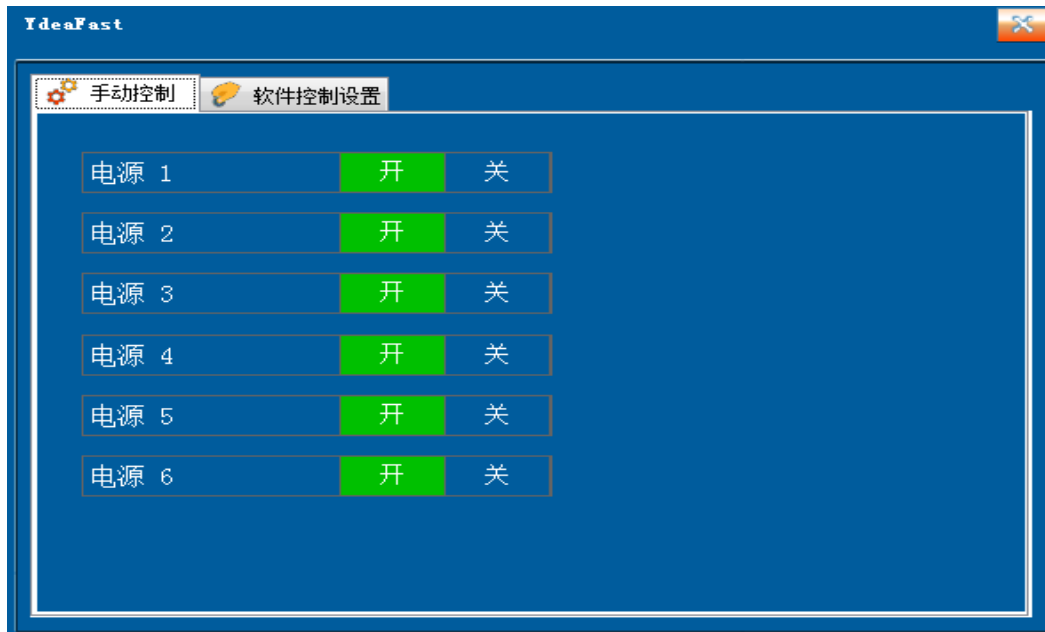 YdeaFast
手动控制 软件控制设置
电源 1 开 关
电源 2 开 关
电源 3 开 关
电源 4 开 关
电源 5 开 关
电源 6 开 关